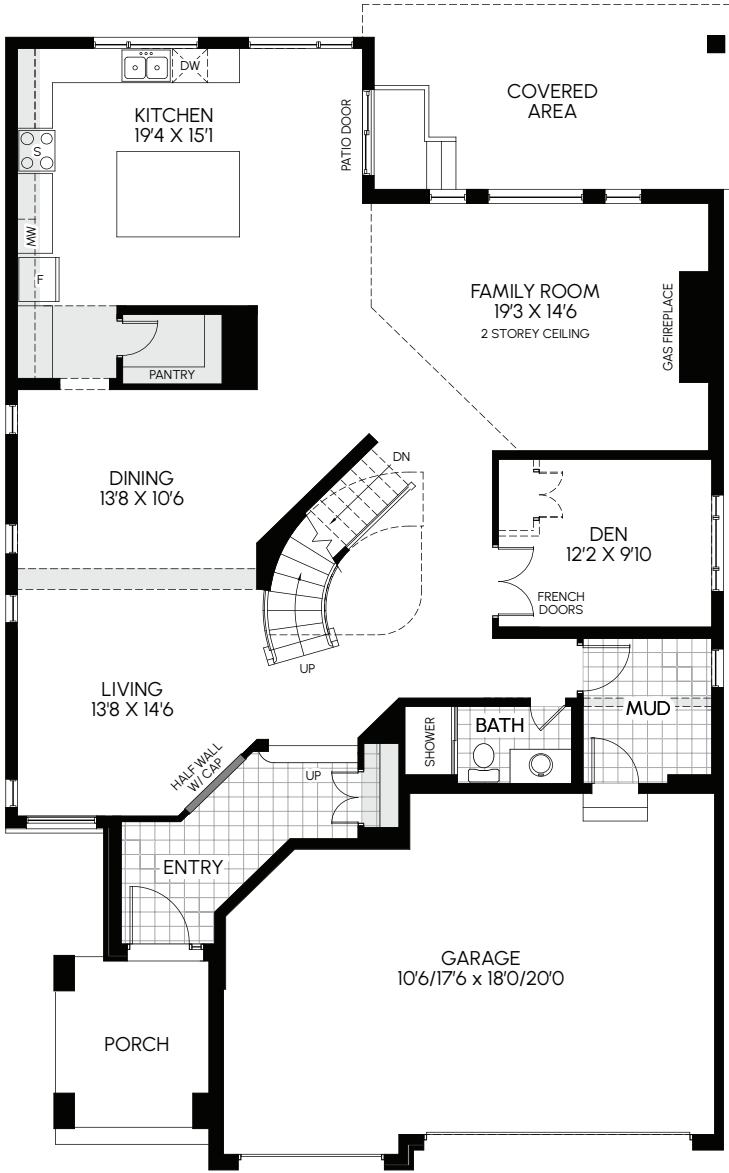 DW
COVERED
AREA
KITCHEN
19'4 X 15'1
PATIO DOOR
S
MW
F
FAMILY ROOM
19'3 X 14'6
2 STOREY CEILING
GAS FIREPLACE
PANTRY
DN
DINING
13'8 X 10'6
DEN
12'2 X 9'10
FRENCH
DOORS
UP
LIVING
13'8 X 14'6
MUD
BATH
SHOWER
HALF WALL
W/ CAP
UP
ENTRY
GARAGE
10'6/17'6 x 18'0/20'0
PORCH